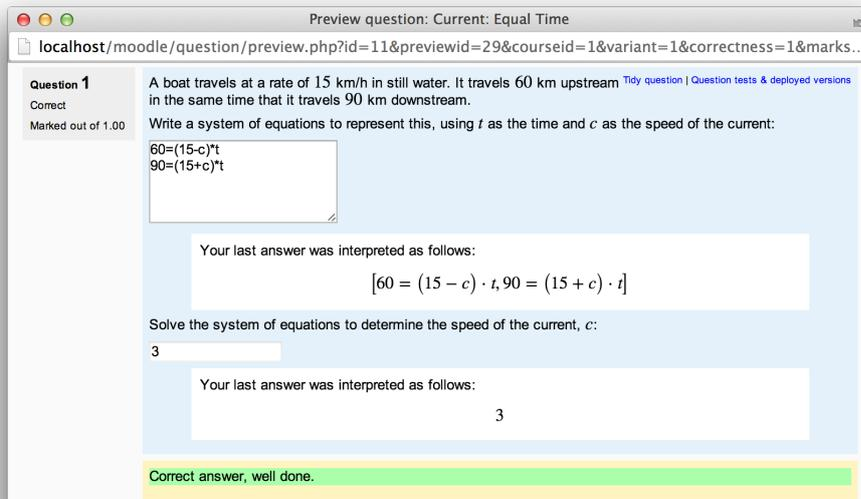 Preview question: Current: Equal Time
localhost/moodle/question/preview.php?id=11&previewid=29&courseid=1&variant=1&correctness=1&marks...
Question 1
Correct
Marked out of 1.00
A boat travels at a rate of 15 km/h in still water. It travels 60 km upstream
Tidy question | Question tests & deployed versions
in the same time that it travels 90 km downstream.
Write a system of equations to represent this, using t as the time and c as the speed of the current:
60=(15-c)*t
90=(15+c)*t
Your last answer was interpreted as follows:
[60 = (15 − c) · t, 90 = (15 + c) · t]
Solve the system of equations to determine the speed of the current, c:
3
Your last answer was interpreted as follows:
3
Correct answer, well done.